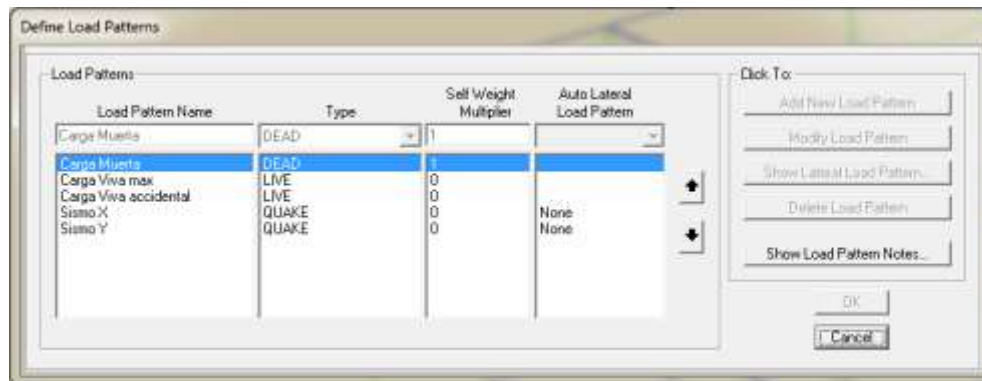 Define Load Patterns
Load Patterns
Click To:
Load Pattern Name Type Self Weight Multiplier Auto Lateral Load Pattern
Carga Muerta DEAD 1
Carga Muerta DEAD 1
Carga Viva max LIVE 0
Carga Viva accidental LIVE 0
Sismo X QUAKE 0 None
Sismo Y QUAKE 0 None
Add New Load Pattern
Modify Load Pattern
Show Lateral Load Pattern...
Delete Load Pattern
Show Load Pattern Notes...
OK
Cancel